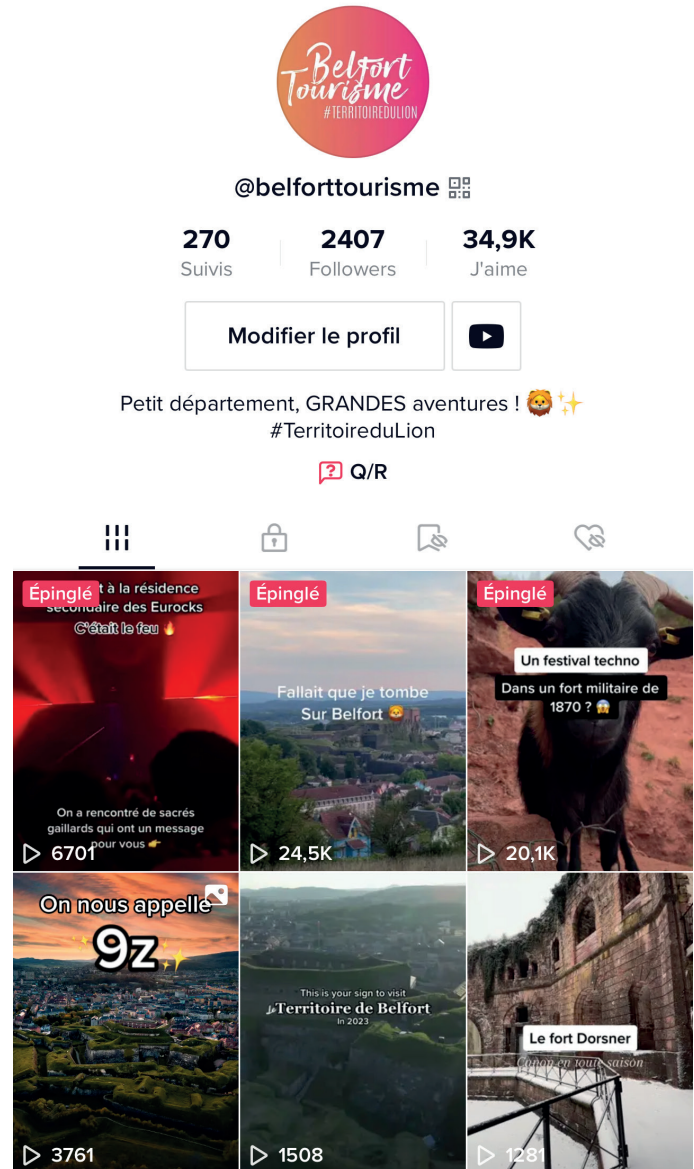 Belfort
Tourisme
#TERRITOIREDULION
@belforttourisme
270
Suivis
2407
Followers
34,9K
J'aime
Modifier le profil
Petit département, GRANDES aventures ! 🦁✨
#TerritoireduLion
Q/R
Épinglé
t à la résidence
secondaire des Eurocks
C'était le feu 🔥
On a rencontré de sacrés
gaillards qui ont un message
pour vous 👉
6701
Épinglé
Fallait que je tombe
Sur Belfort 🦁
24,5K
Épinglé
Un festival techno
Dans un fort militaire de
1870 ? 😱
20,1K
On nous appelle
✨9z✨
3761
This is your sign to visit
Territoire de Belfort
In 2023
1508
Le fort Dorsner
Canon en toute saison
1281